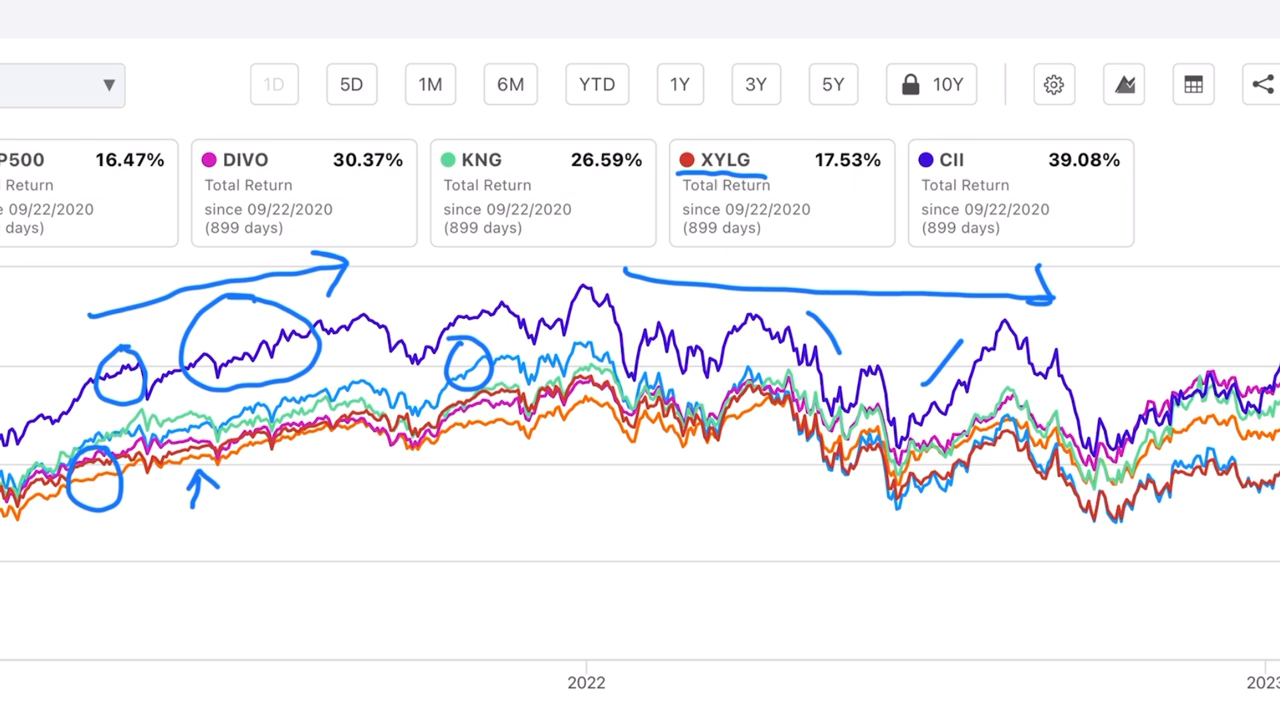 1D 5D 1M 6M YTD 1Y 3Y 5Y 10Y
P500 16.47%
Return
09/22/2020
days)
DIVO 30.37%
Total Return
since 09/22/2020
(899 days)
KNG 26.59%
Total Return
since 09/22/2020
(899 days)
XYLG 17.53%
Total Return
since 09/22/2020
(899 days)
CII 39.08%
Total Return
since 09/22/2020
(899 days)
2022
2023